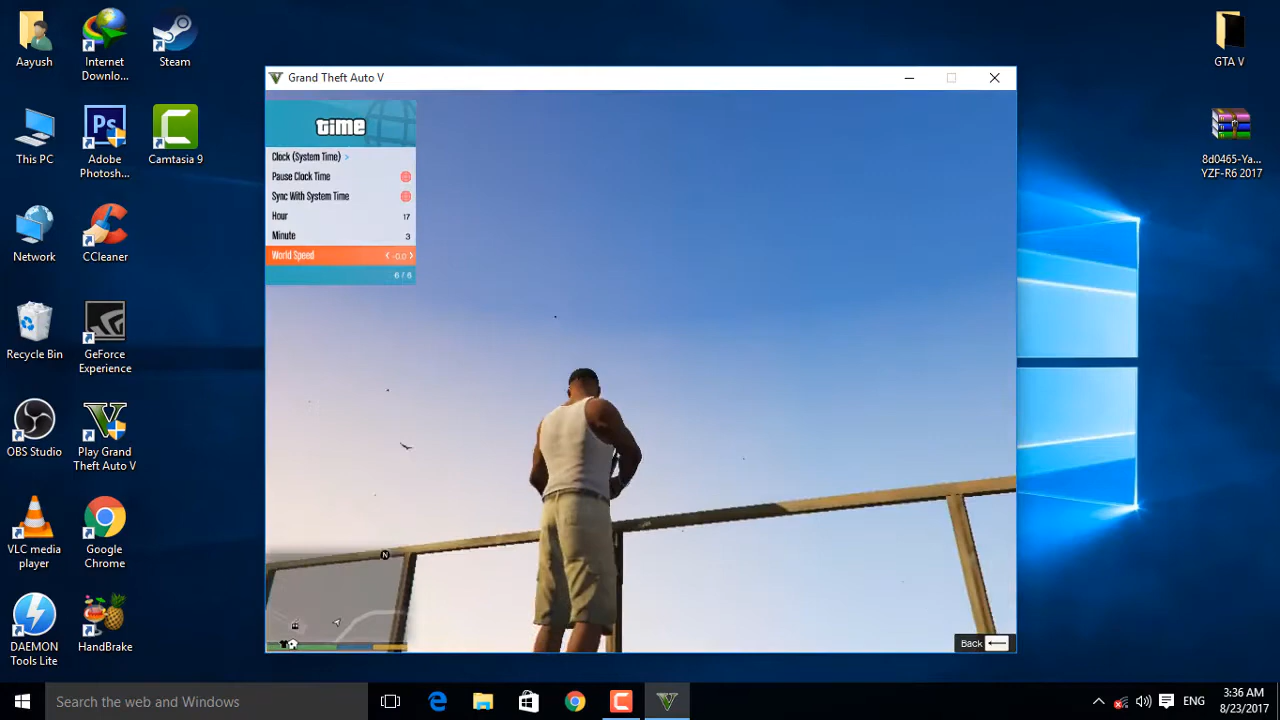 Aayush
Internet
Downlo...
Steam
This PC
Adobe
Photosh...
Camtasia 9
Network
CCleaner
Recycle Bin
GeForce
Experience
OBS Studio
Play Grand
Theft Auto V
VLC media
player
Google
Chrome
DAEMON
Tools Lite
HandBrake
GTA V
8d0465-Ya...
YZF-R6 2017
Grand Theft Auto V
time
Clock (System Time) >
Pause Clock Time
Sync With System Time
Hour 17
Minute 3
World Speed < -0.0 >
6 / 6
N
Back
Search the web and Windows
ENG
3:36 AM
8/23/2017